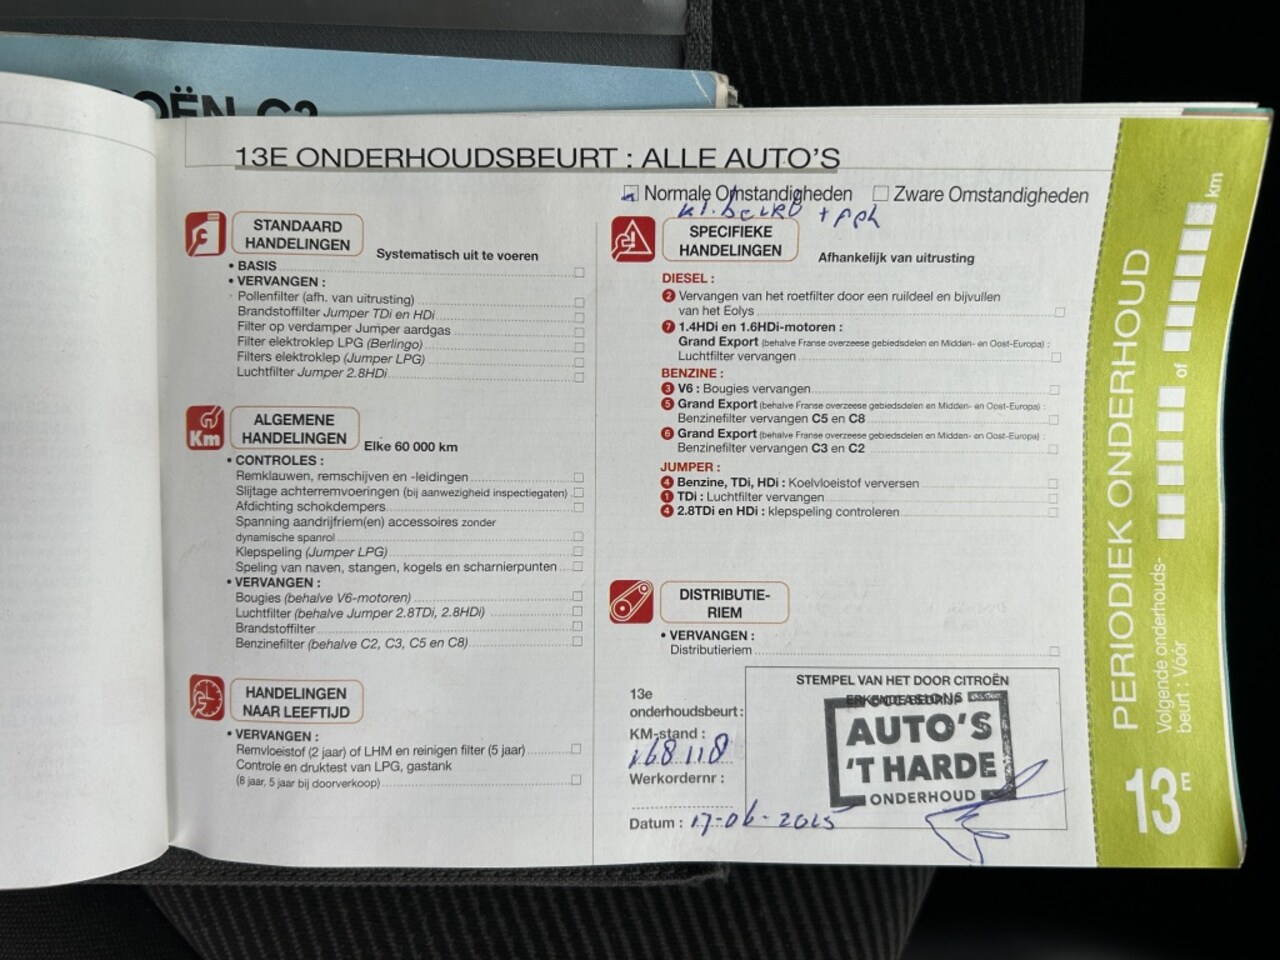 CITROËN C3
13E ONDERHOUDSBEURT : ALLE AUTO'S
Normale Omstandigheden
Zware Omstandigheden
kl. beurt + apk
STANDAARD
HANDELINGEN
Systematisch uit te voeren
• BASIS
• VERVANGEN :
Pollenfilter (afh. van uitrusting)
Brandstoffilter Jumper TDi en HDi
Filter op verdamper Jumper aardgas
Filter elektroklep LPG (Berlingo)
Filters elektroklep (Jumper LPG)
Luchtfilter Jumper 2.8HDi
Km
ALGEMENE
HANDELINGEN
Elke 60 000 km
• CONTROLES :
Remklauwen, remschijven en -leidingen
Slijtage achterremvoeringen (bij aanwezigheid inspectiegaten)
Afdichting schokdempers
Spanning aandrijfriem(en) accessoires zonder
dynamische spanrol
Klepspeling (Jumper LPG)
Speling van naven, stangen, kogels en scharnierpunten
• VERVANGEN :
Bougies (behalve V6-motoren)
Luchtfilter (behalve Jumper 2.8TDi, 2.8HDi)
Brandstoffilter
Benzinefilter (behalve C2, C3, C5 en C8)
HANDELINGEN
NAAR LEEFTIJD
• VERVANGEN :
Remvloeistof (2 jaar) of LHM en reinigen filter (5 jaar)
Controle en druktest van LPG, gastank
(8 jaar, 5 jaar bij doorverkoop)
SPECIFIEKE
HANDELINGEN
Afhankelijk van uitrusting
DIESEL :
2 Vervangen van het roetfilter door een ruildeel en bijvullen
van het Eolys
7 1.4HDi en 1.6HDi-motoren :
Grand Export (behalve Franse overzeese gebiedsdelen en Midden- en Oost-Europa) :
Luchtfilter vervangen
BENZINE :
3 V6 : Bougies vervangen
5 Grand Export (behalve Franse overzeese gebiedsdelen en Midden- en Oost-Europa) :
Benzinefilter vervangen C5 en C8
6 Grand Export (behalve Franse overzeese gebiedsdelen en Midden- en Oost-Europa) :
Benzinefilter vervangen C3 en C2
JUMPER :
4 Benzine, TDi, HDi : Koelvloeistof verversen
1 TDi : Luchtfilter vervangen
4 2.8TDi en HDi : klepspeling controleren
DISTRIBUTIE-
RIEM
• VERVANGEN :
Distributieriem
13e
onderhoudsbeurt :
KM-stand :
168118
Werkordernr :
Datum : 17-06-2025
STEMPEL VAN HET DOOR CITROËN
AUTO'S
'T HARDE
ONDERHOUD
PERIODIEK ONDERHOUD
Volgende onderhouds-
beurt : Vóór
of
km
13E